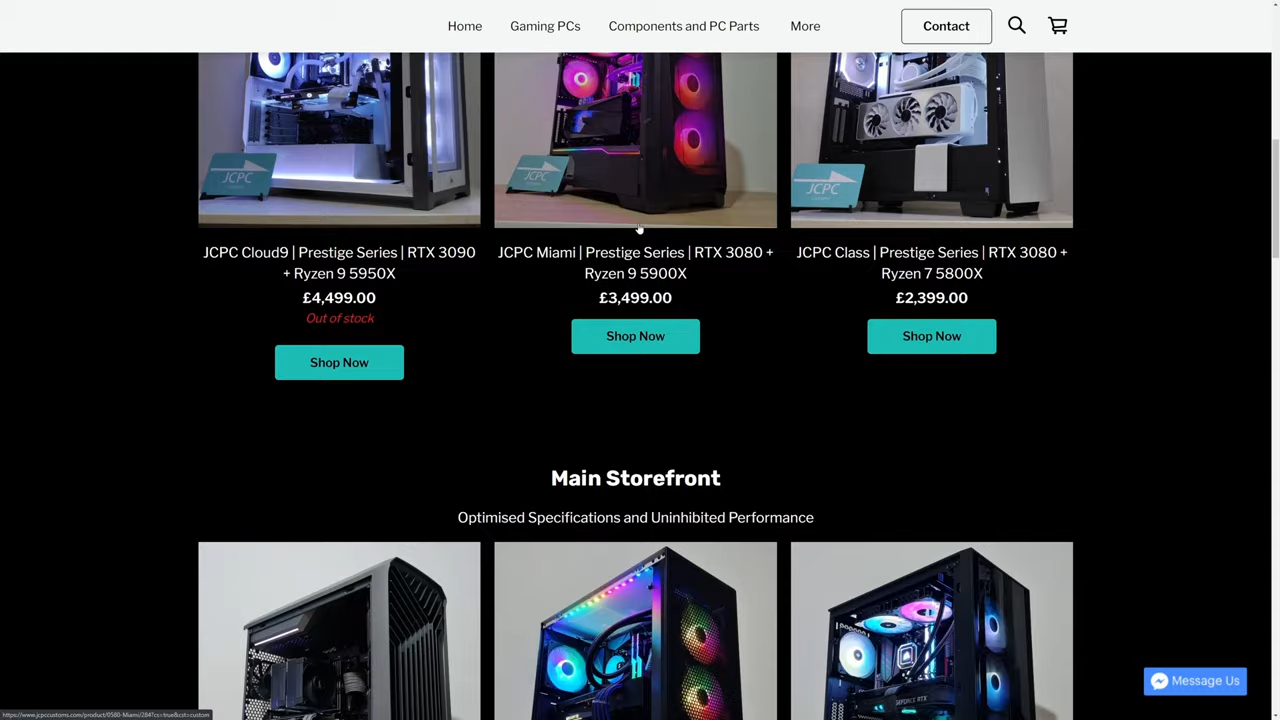 Home
Gaming PCs
Components and PC Parts
More
Contact
JCPC
JCPC
JCPC
JCPC Cloud9 | Prestige Series | RTX 3090
+ Ryzen 9 5950X
£4,499.00
Out of stock
Shop Now
JCPC Miami | Prestige Series | RTX 3080 +
Ryzen 9 5900X
£3,499.00
Shop Now
JCPC Class | Prestige Series | RTX 3080 +
Ryzen 7 5800X
£2,399.00
Shop Now
Main Storefront
Optimised Specifications and Uninhibited Performance
GEFORCE RTX
Message Us